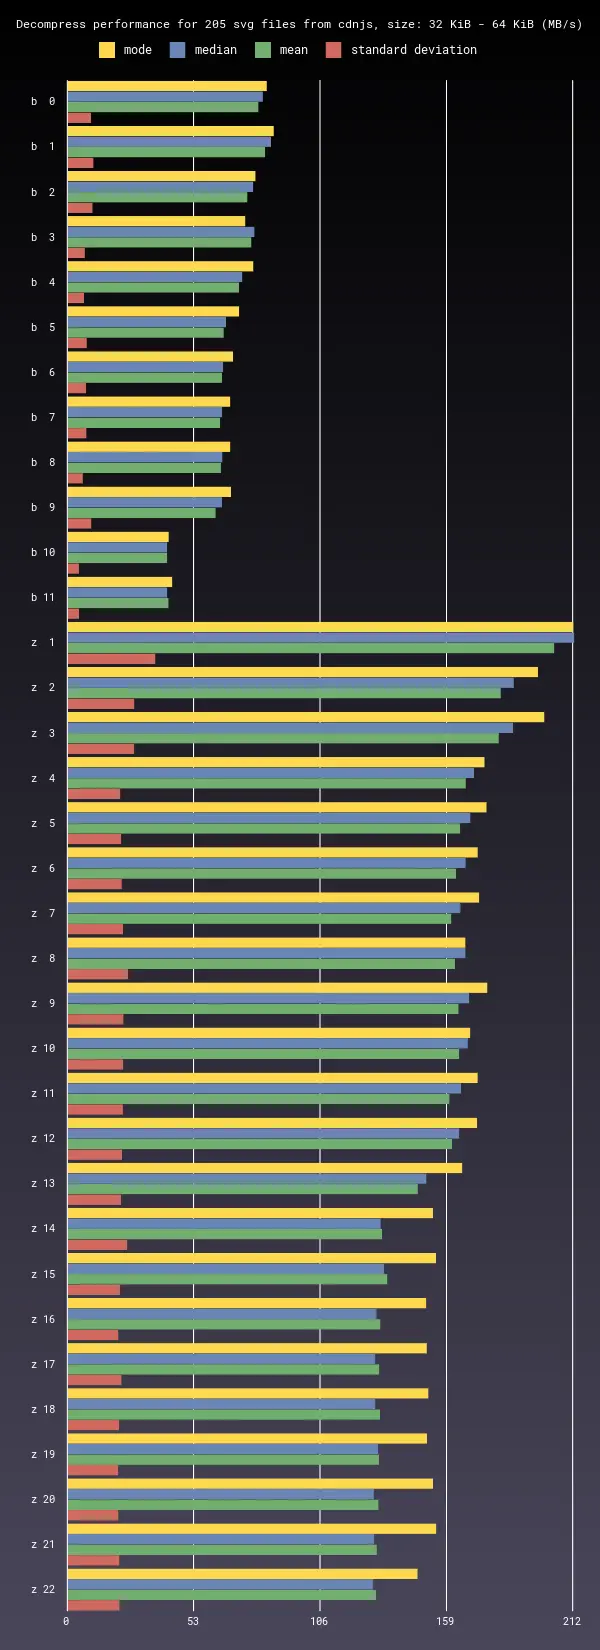 Decompress performance for 205 svg files from cdnjs, size: 32 KiB - 64 KiB (MB/s)
mode median mean standard deviation
b 0
b 1
b 2
b 3
b 4
b 5
b 6
b 7
b 8
b 9
b 10
b 11
z 1
z 2
z 3
z 4
z 5
z 6
z 7
z 8
z 9
z 10
z 11
z 12
z 13
z 14
z 15
z 16
z 17
z 18
z 19
z 20
z 21
z 22
0 53 106 159 212